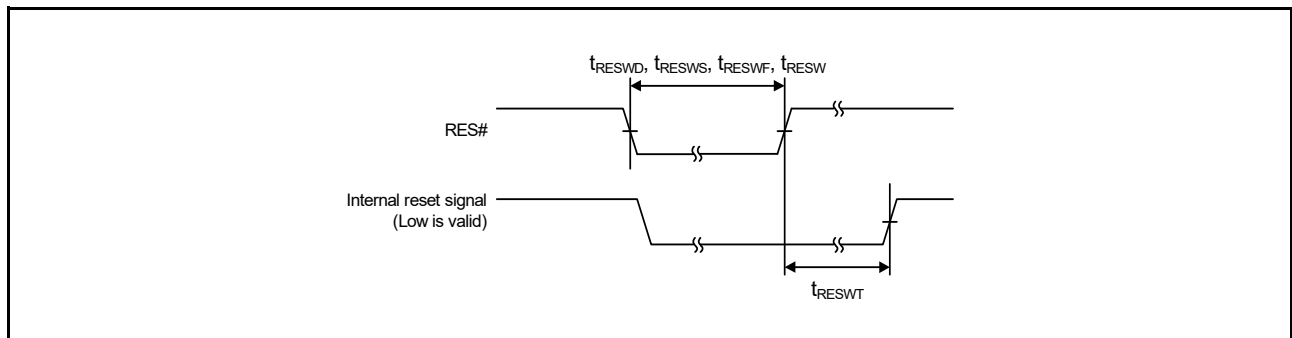 tRESWD, tRESWS, tRESWF, tRESW
RES#
Internal reset signal
(Low is valid)
tRESWT